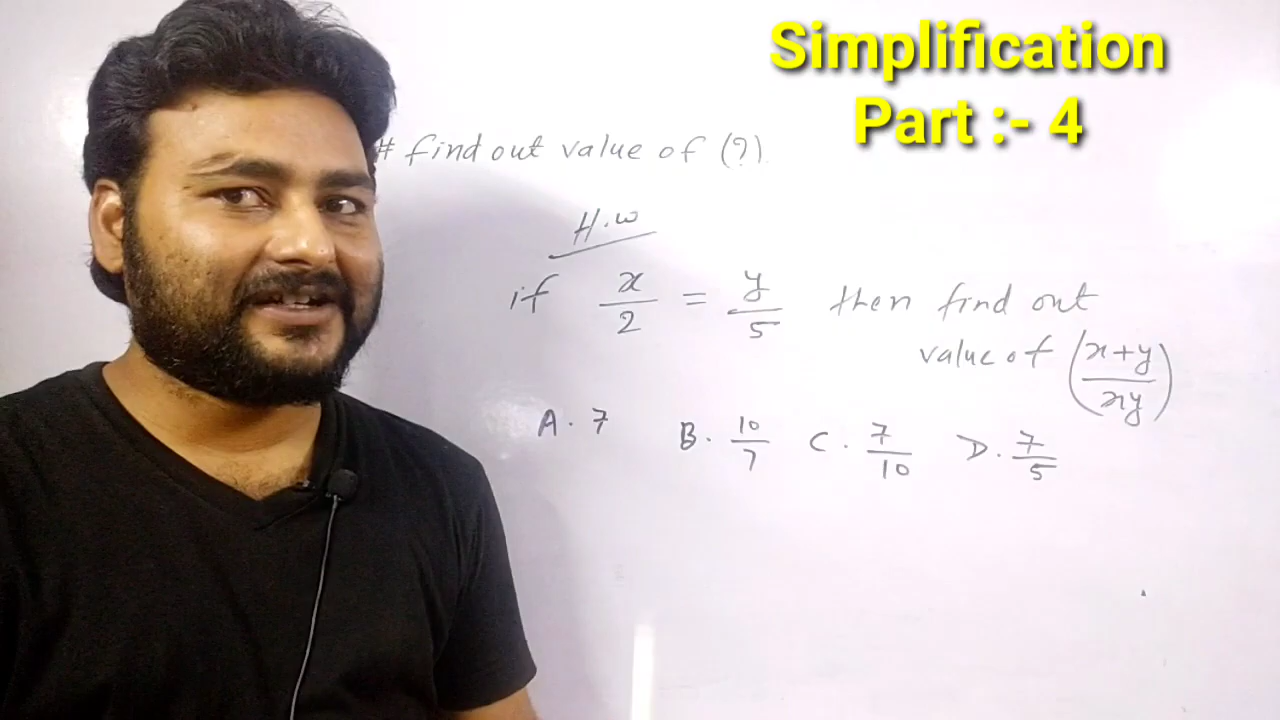 Simplification
Part :- 4
# find out value of (?).
H.w
if x/2 = y/5 then find out
value of (x+y/xy)
A. 7 B. 10/7 C. 7/10 D. 7/5